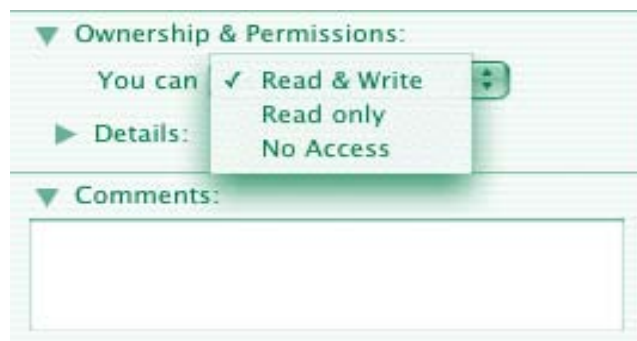 Ownership & Permissions:
You can ✓ Read & Write
Read only
Details:
No Access
Comments: